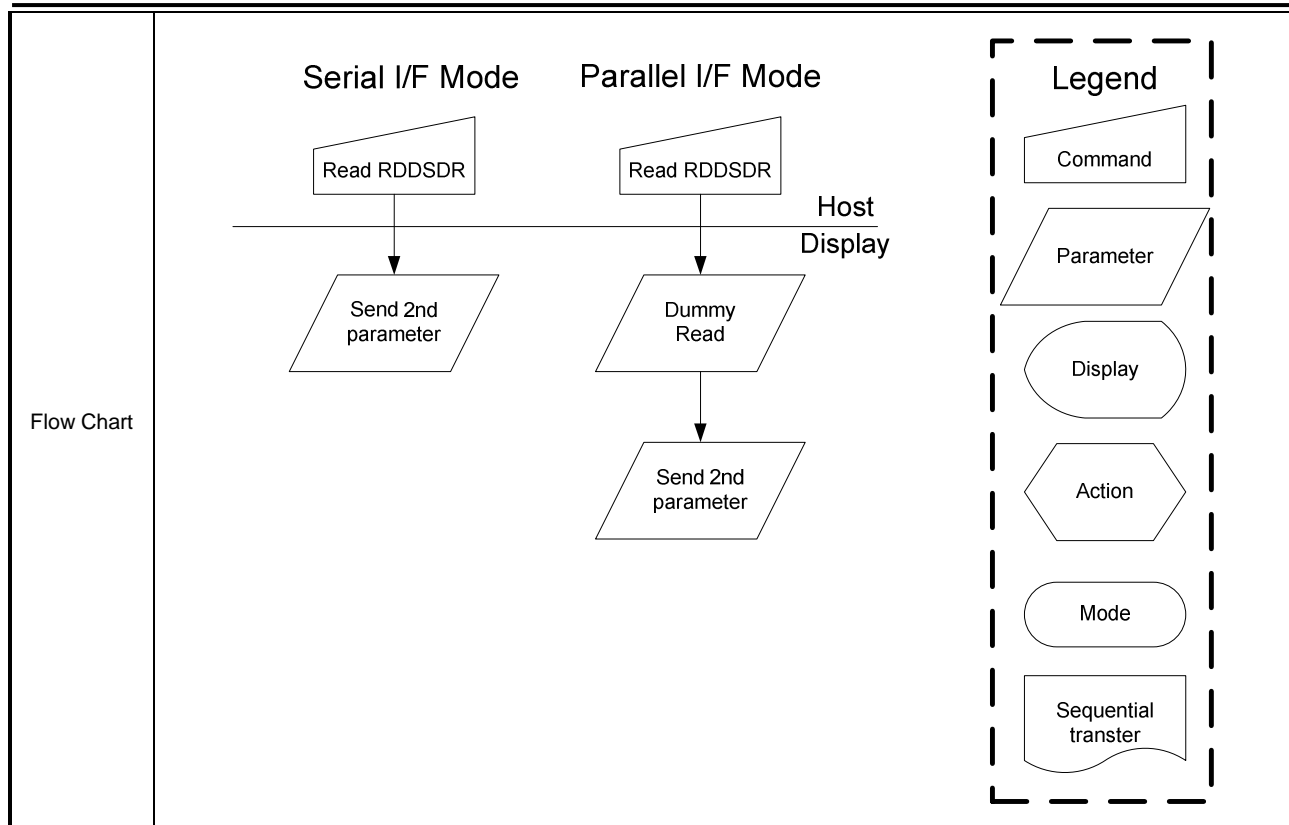 Flow Chart
Serial I/F Mode
Read RDDSDR
Send 2nd
parameter
Parallel I/F Mode
Read RDDSDR
Host
Display
Dummy
Read
Send 2nd
parameter
Legend
Command
Parameter
Display
Action
Mode
Sequential
transter